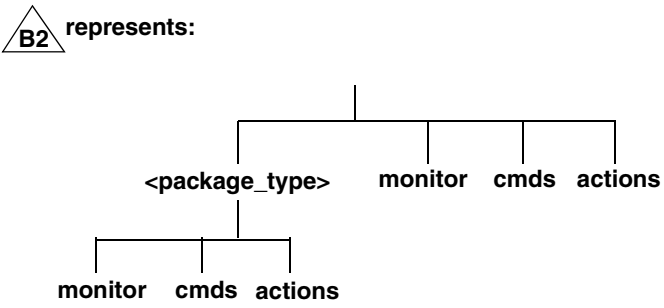 B2 represents:
<package_type> monitor cmds actions
monitor cmds actions